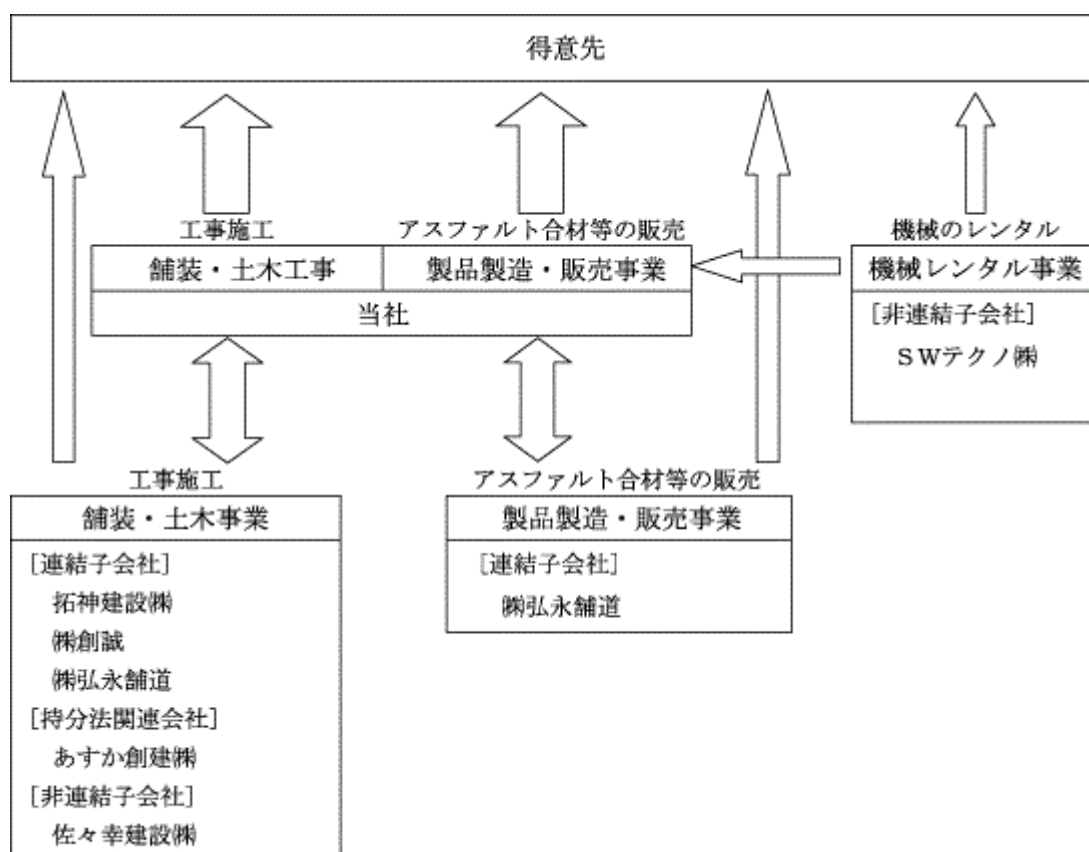 得意先
工事施工
アスファルト合材等の販売
機械のレンタル
舗装・土木工事
製品製造・販売事業
機械レンタル事業
当社
［非連結子会社］
ＳＷテクノ㈱
工事施工
アスファルト合材等の販売
舗装・土木事業
製品製造・販売事業
［連結子会社］
拓神建設㈱
㈱創誠
㈱弘永舗道
［持分法関連会社］
あすか創建㈱
［非連結子会社］
佐々幸建設㈱
［連結子会社］
㈱弘永舗道